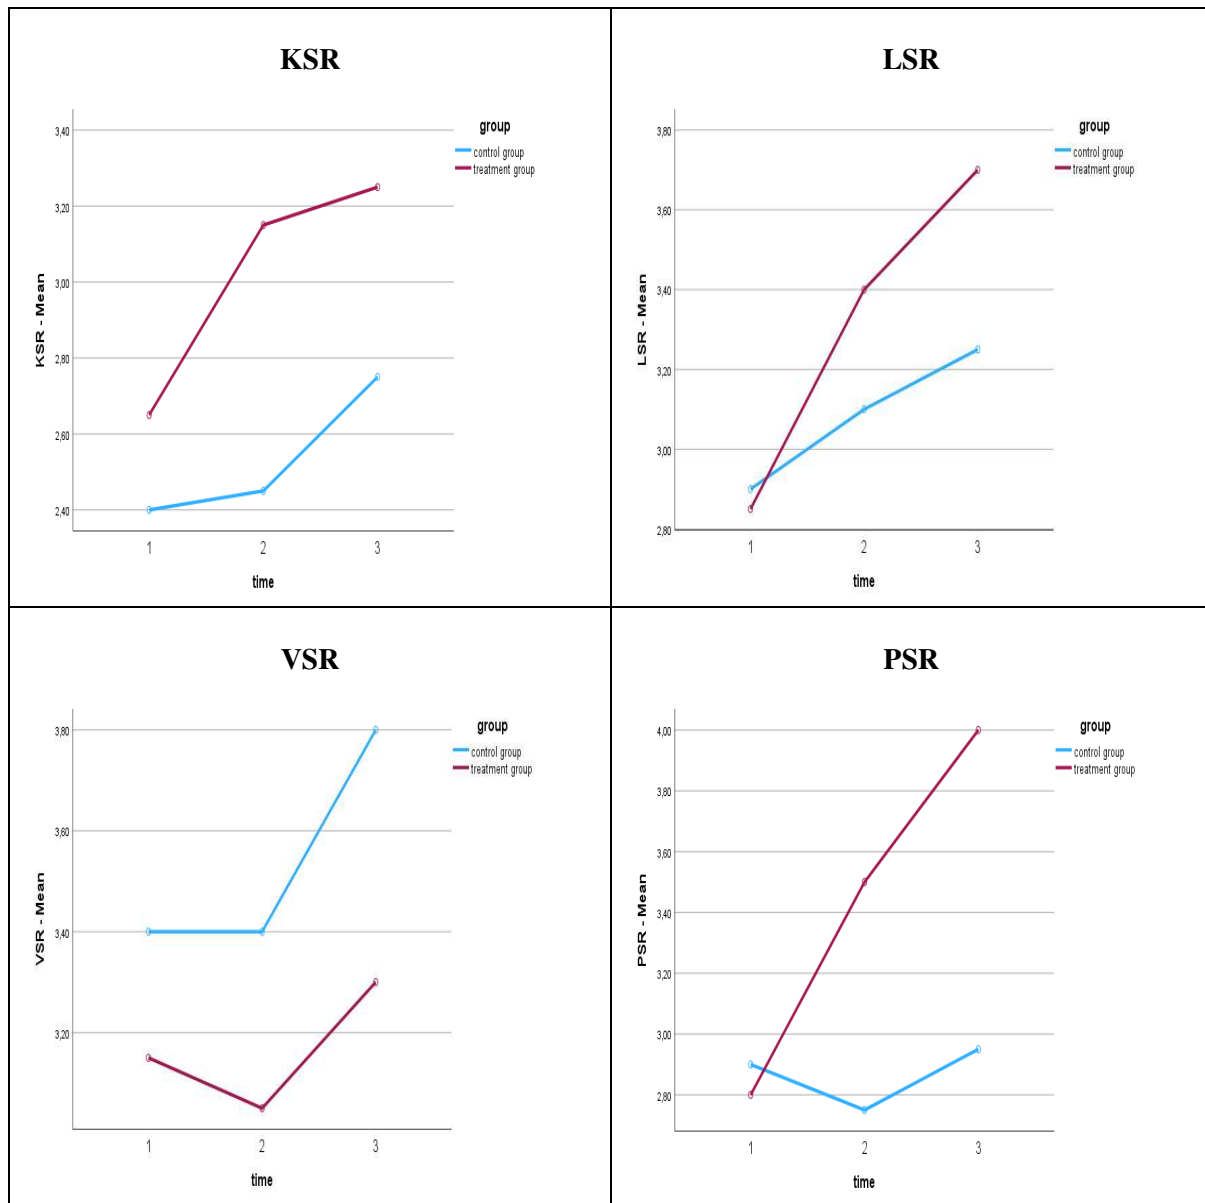 KSR
KSR - Mean
3,40
3,20
3,00
2,80
2,60
2,40
1 2 3
time
group
control group
treatment group
LSR
LSR - Mean
3,80
3,60
3,40
3,20
3,00
2,80
1 2 3
time
group
control group
treatment group
VSR
VSR - Mean
3,80
3,60
3,40
3,20
1 2 3
time
group
control group
treatment group
PSR
PSR - Mean
4,00
3,80
3,60
3,40
3,20
3,00
2,80
1 2 3
time
group
control group
treatment group